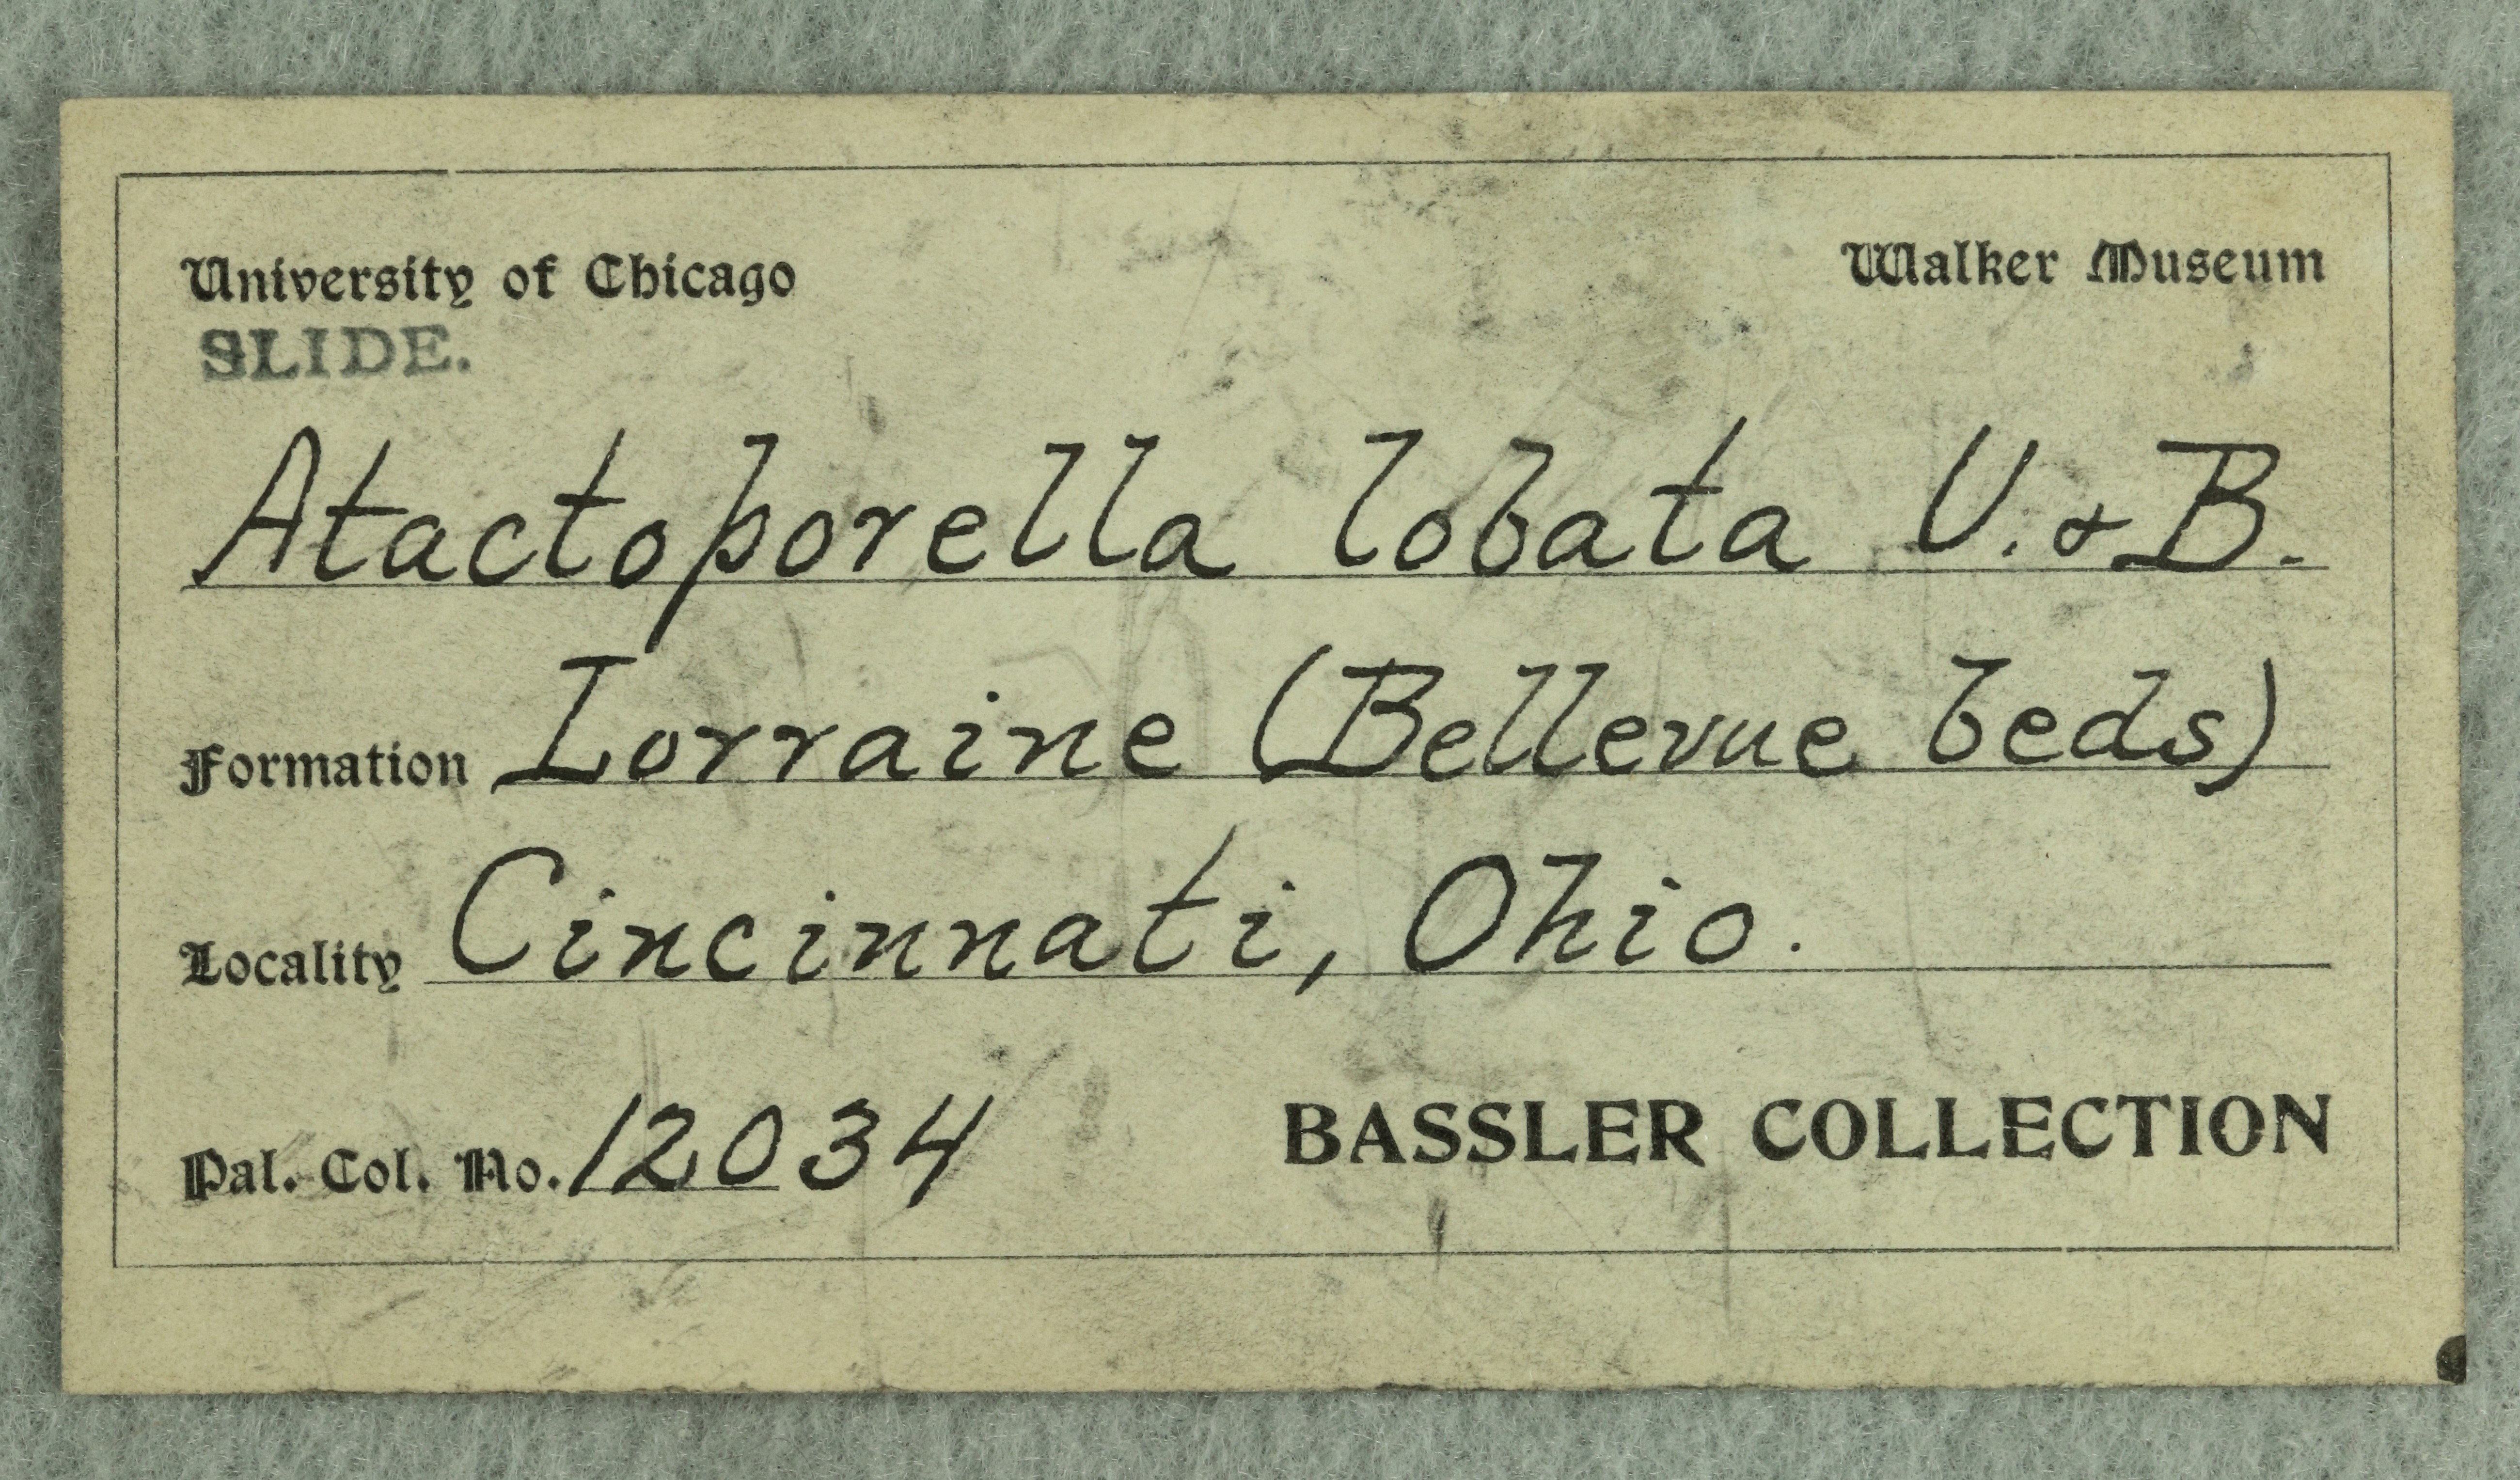 University of Chicago Walker Museum
SLIDE.
Atactoporella lobata U. & B.
Formation Lorraine (Bellevue beds)
Locality Cincinnati, Ohio.
Pal. Col. No. 12034 BASSLER COLLECTION